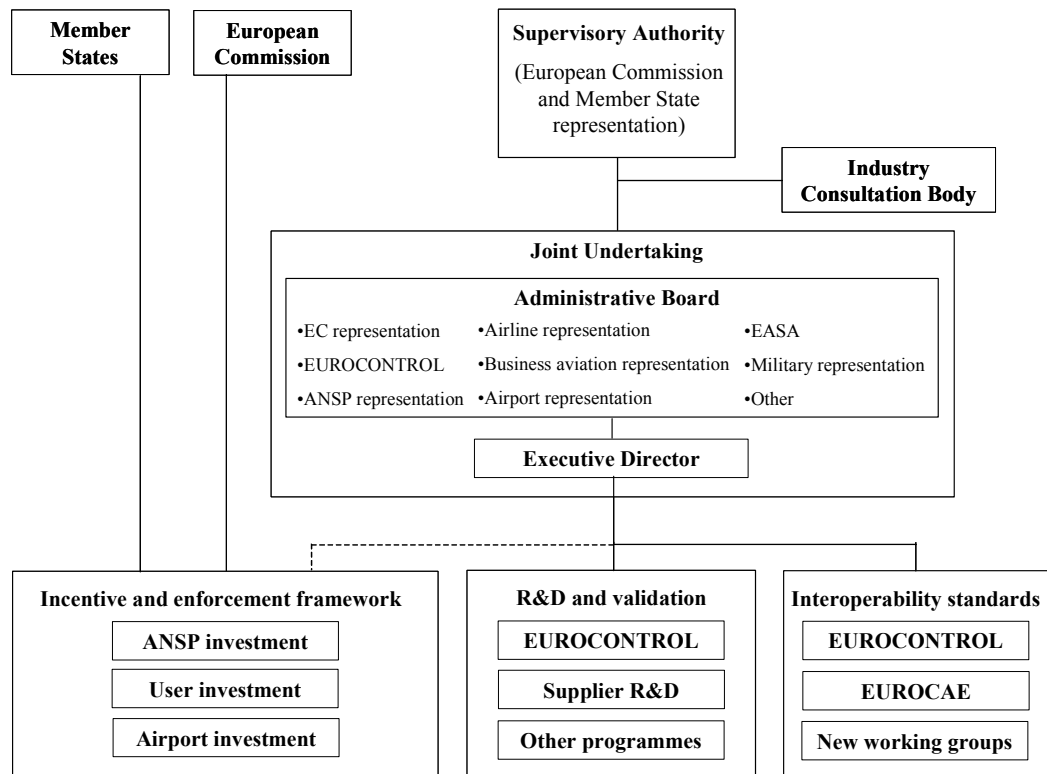 Member
States
European
Commission
Supervisory Authority
(European Commission
and Member State
representation)
Industry
Consultation Body
Joint Undertaking
Administrative Board
•EC representation
•Airline representation
•EASA
•EUROCONTROL
•Business aviation representation
•Military representation
•ANSP representation
•Airport representation
•Other
Executive Director
Incentive and enforcement framework
ANSP investment
User investment
Airport investment
R&D and validation
EUROCONTROL
Supplier R&D
Other programmes
Interoperability standards
EUROCONTROL
EUROCAE
New working groups